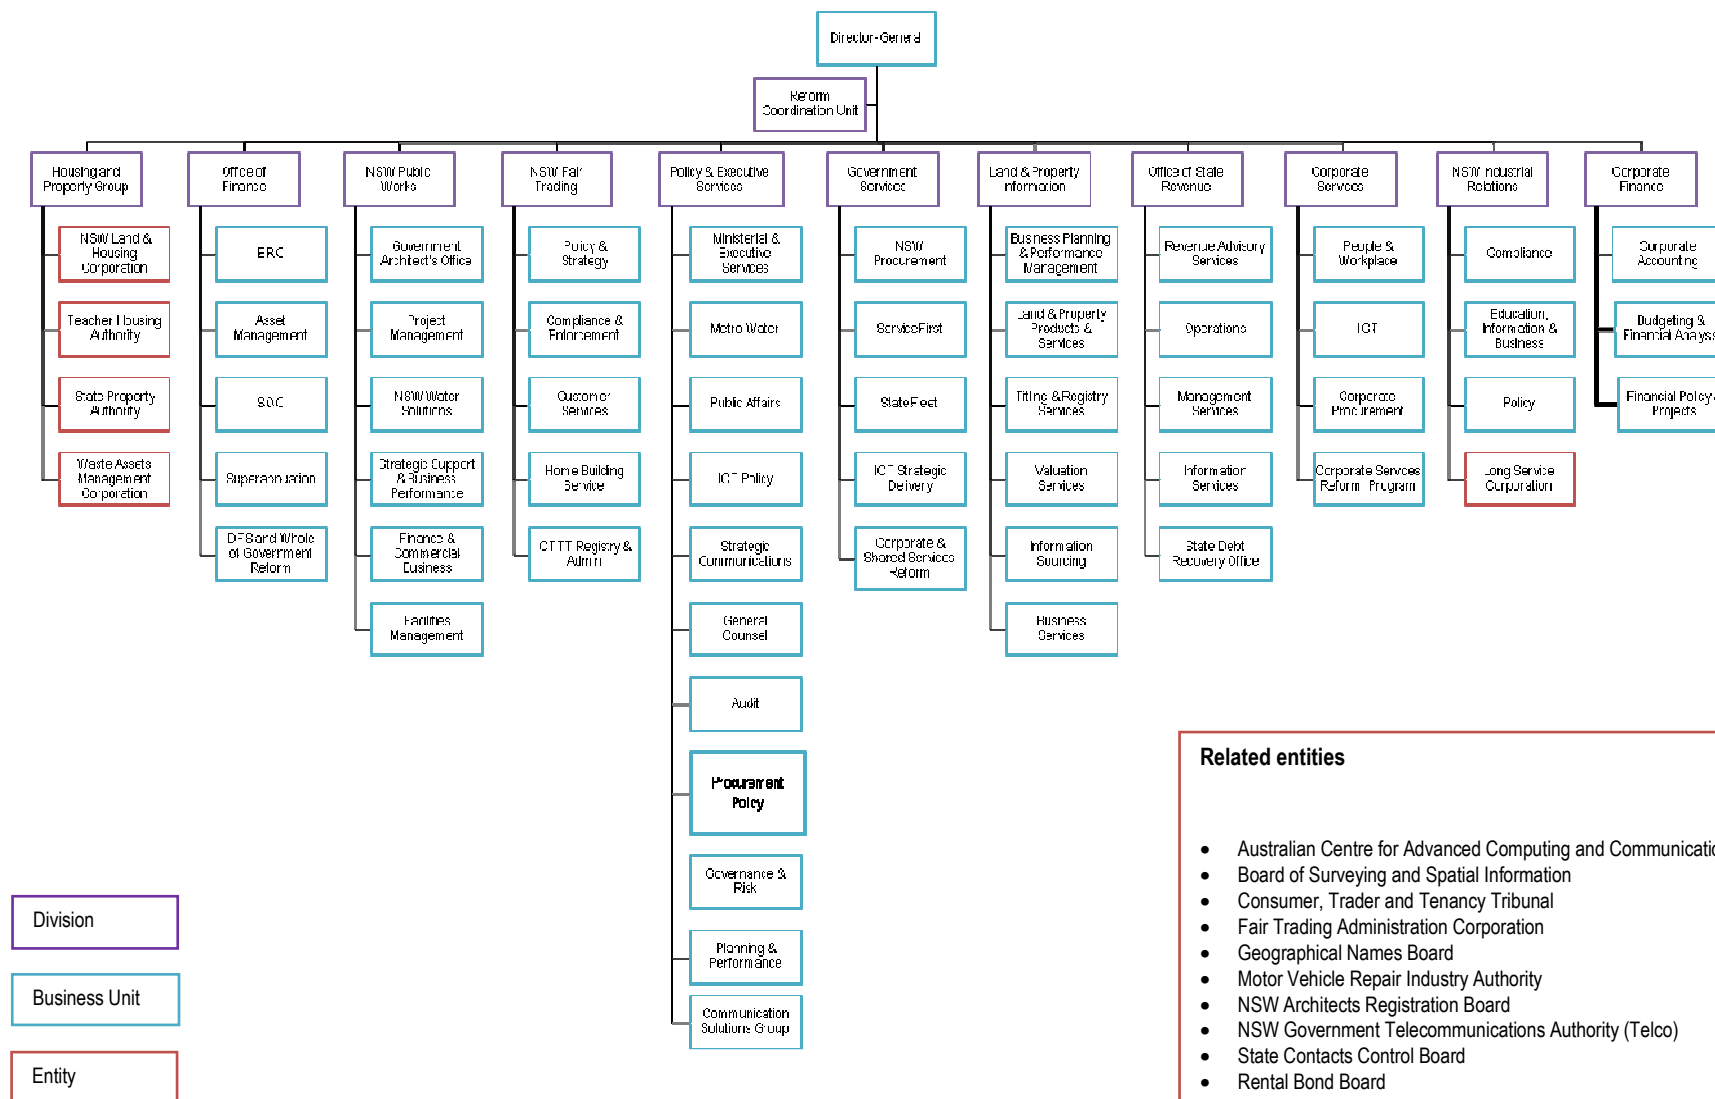 Director-General
Reform
Coordination Unit
Housing and
Property Group
Office of
Finance
NSW Public
Works
NSW Fair
Trading
Policy & Executive
Services
Government
Services
Land & Property
Information
Office of State
Revenue
Corporate
Services
NSW Industrial
Relations
Corporate
Finance
NSW Land &
Housing
Corporation
Teacher Housing
Authority
State Property
Authority
Waste Assets
Management
Corporation
ERC
Asset
Management
SOC
Superannuation
DFS and Whole
of Government
Reform
Government
Architect's Office
Project
Management
NSW Water
Solutions
Strategic Support
& Business
Performance
Finance &
Commercial
Business
Facilities
Management
Policy &
Strategy
Compliance &
Enforcement
Customer
Services
Home Building
Service
CTTT Registry &
Admin
Ministerial &
Executive
Services
Metro Water
Public Affairs
ICT Policy
Strategic
Communications
General
Counsel
Audit
Procurement
Policy
Governance &
Risk
Planning &
Performance
Communication
Solutions Group
NSW
Procurement
ServiceFirst
StateFleet
ICT Strategic
Delivery
Corporate &
Shared Services
Reform
Business Planning
& Performance
Management
Land & Property
Products &
Services
Titling & Registry
Services
Valuation
Services
Information
Sourcing
Business
Services
Revenue Advisory
Services
Operations
Management
Services
Information
Services
State Debt
Recovery Office
People &
Workplace
ICT
Corporate
Procurement
Corporate Services
Reform Program
Compliance
Education,
Information &
Business
Policy
Long Service
Corporation
Corporate
Accounting
Budgeting &
Financial Analysis
Financial Policy &
Projects
Division
Business Unit
Entity
Related entities
• Australian Centre for Advanced Computing and Communicatio
• Board of Surveying and Spatial Information
• Consumer, Trader and Tenancy Tribunal
• Fair Trading Administration Corporation
• Geographical Names Board
• Motor Vehicle Repair Industry Authority
• NSW Architects Registration Board
• NSW Government Telecommunications Authority (Telco)
• State Contacts Control Board
• Rental Bond Board